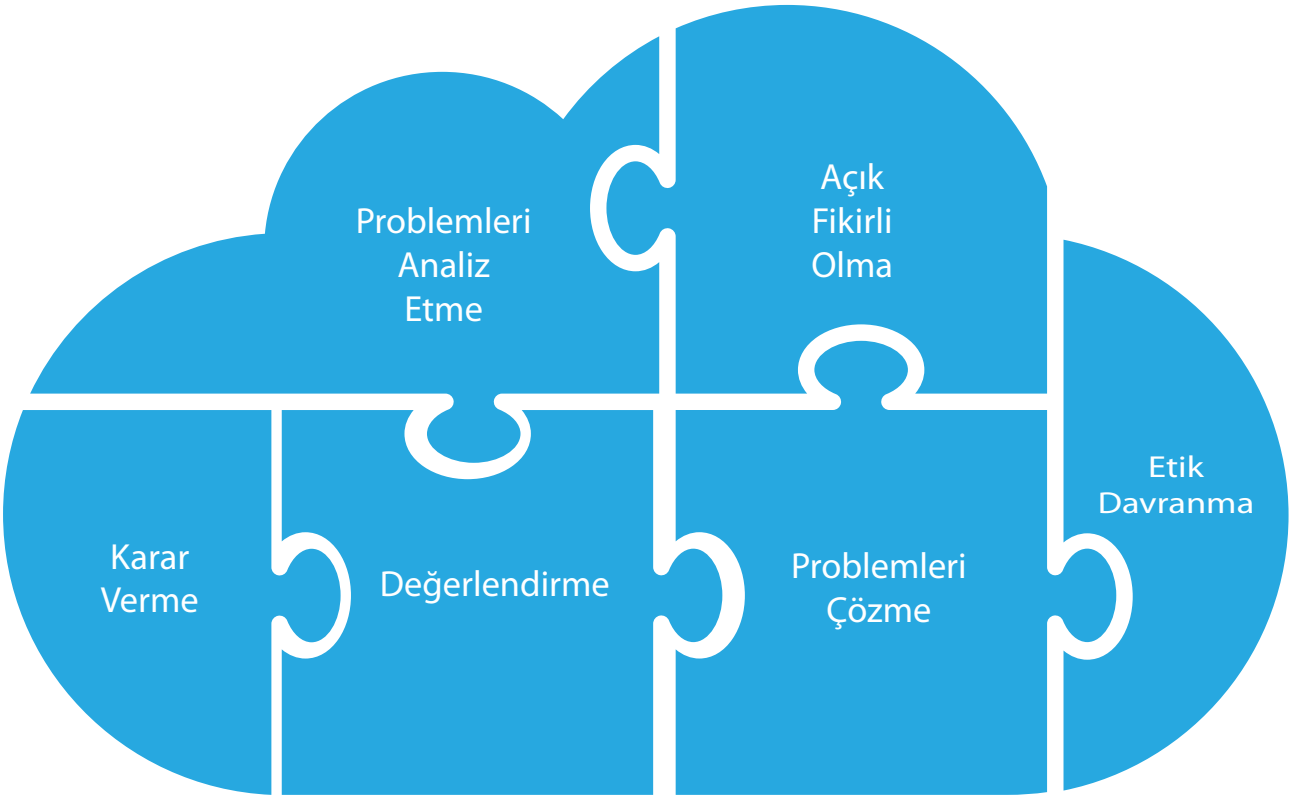 Problemleri
Analiz
Etme
Açık
Fikirli
Olma
Karar
Verme
Değerlendirme
Problemleri
Çözme
Etik
Davranma